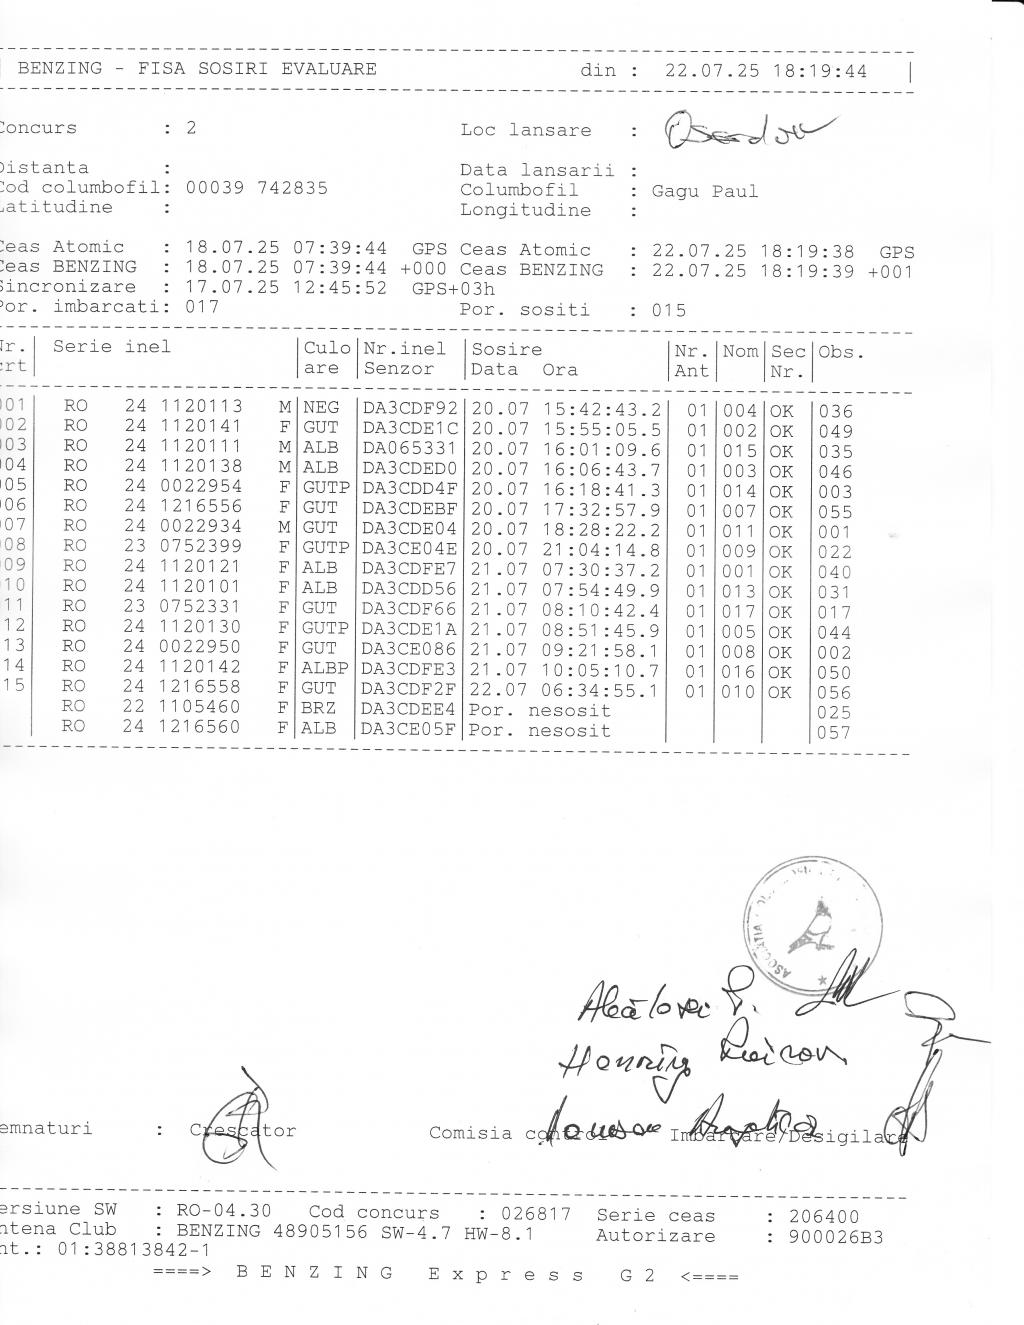 BENZING - FISA SOSIRI EVALUARE din : 22.07.25 18:19:44
Concurs : 2 Loc lansare :
Distanta : Data lansarii :
Cod columbofil: 00039 742835 Columbofil : Gagu Paul
Latitudine : Longitudine :
Ceas Atomic : 18.07.25 07:39:44 GPS Ceas Atomic : 22.07.25 18:19:38 GPS
Ceas BENZING : 18.07.25 07:39:44 +000 Ceas BENZING : 22.07.25 18:19:39 +001
Sincronizare : 17.07.25 12:45:52 GPS+03h
Por. imbarcati: 017 Por. sositi : 015
Nr. Serie inel Culo Nr.inel Sosire Nr. Nom Sec Obs.
crt are Senzor Data Ora Ant Nr.
001 RO 24 1120113 M NEG DA3CDF92 20.07 15:42:43.2 01 004 OK 036
002 RO 24 1120141 F GUT DA3CDE1C 20.07 15:55:05.5 01 002 OK 049
003 RO 24 1120111 M ALB DA065331 20.07 16:01:09.6 01 015 OK 035
004 RO 24 1120138 M ALB DA3CDED0 20.07 16:06:43.7 01 003 OK 046
005 RO 24 0022954 F GUTP DA3CDD4F 20.07 16:18:41.3 01 014 OK 003
006 RO 24 1216556 F GUT DA3CDEBF 20.07 17:32:57.9 01 007 OK 055
007 RO 24 0022934 M GUT DA3CDE04 20.07 18:28:22.2 01 011 OK 001
008 RO 23 0752399 F GUTP DA3CE04E 20.07 21:04:14.8 01 009 OK 022
009 RO 24 1120121 F ALB DA3CDFE7 21.07 07:30:37.2 01 001 OK 040
010 RO 24 1120101 F ALB DA3CDD56 21.07 07:54:49.9 01 013 OK 031
11 RO 23 0752331 F GUT DA3CDF66 21.07 08:10:42.4 01 017 OK 017
12 RO 24 1120130 F GUTP DA3CDE1A 21.07 08:51:45.9 01 005 OK 044
13 RO 24 0022950 F GUT DA3CE086 21.07 09:21:58.1 01 008 OK 002
14 RO 24 1120142 F ALBP DA3CDFE3 21.07 10:05:10.7 01 016 OK 050
15 RO 24 1216558 F GUT DA3CDF2F 22.07 06:34:55.1 01 010 OK 056
RO 22 1105460 F BRZ DA3CDEE4 Por. nesosit 025
RO 24 1216560 F ALB DA3CE05F Por. nesosit 057
ASOCIATIA
emnaturi : Crescator Comisia control Imbarcare/Desigilare
ersiune SW : RO-04.30 Cod concurs : 026817 Serie ceas : 206400
ntena Club : BENZING 48905156 SW-4.7 HW-8.1 Autorizare : 900026B3
nt.: 01:38813842-1
====> BENZING Express G2 <====